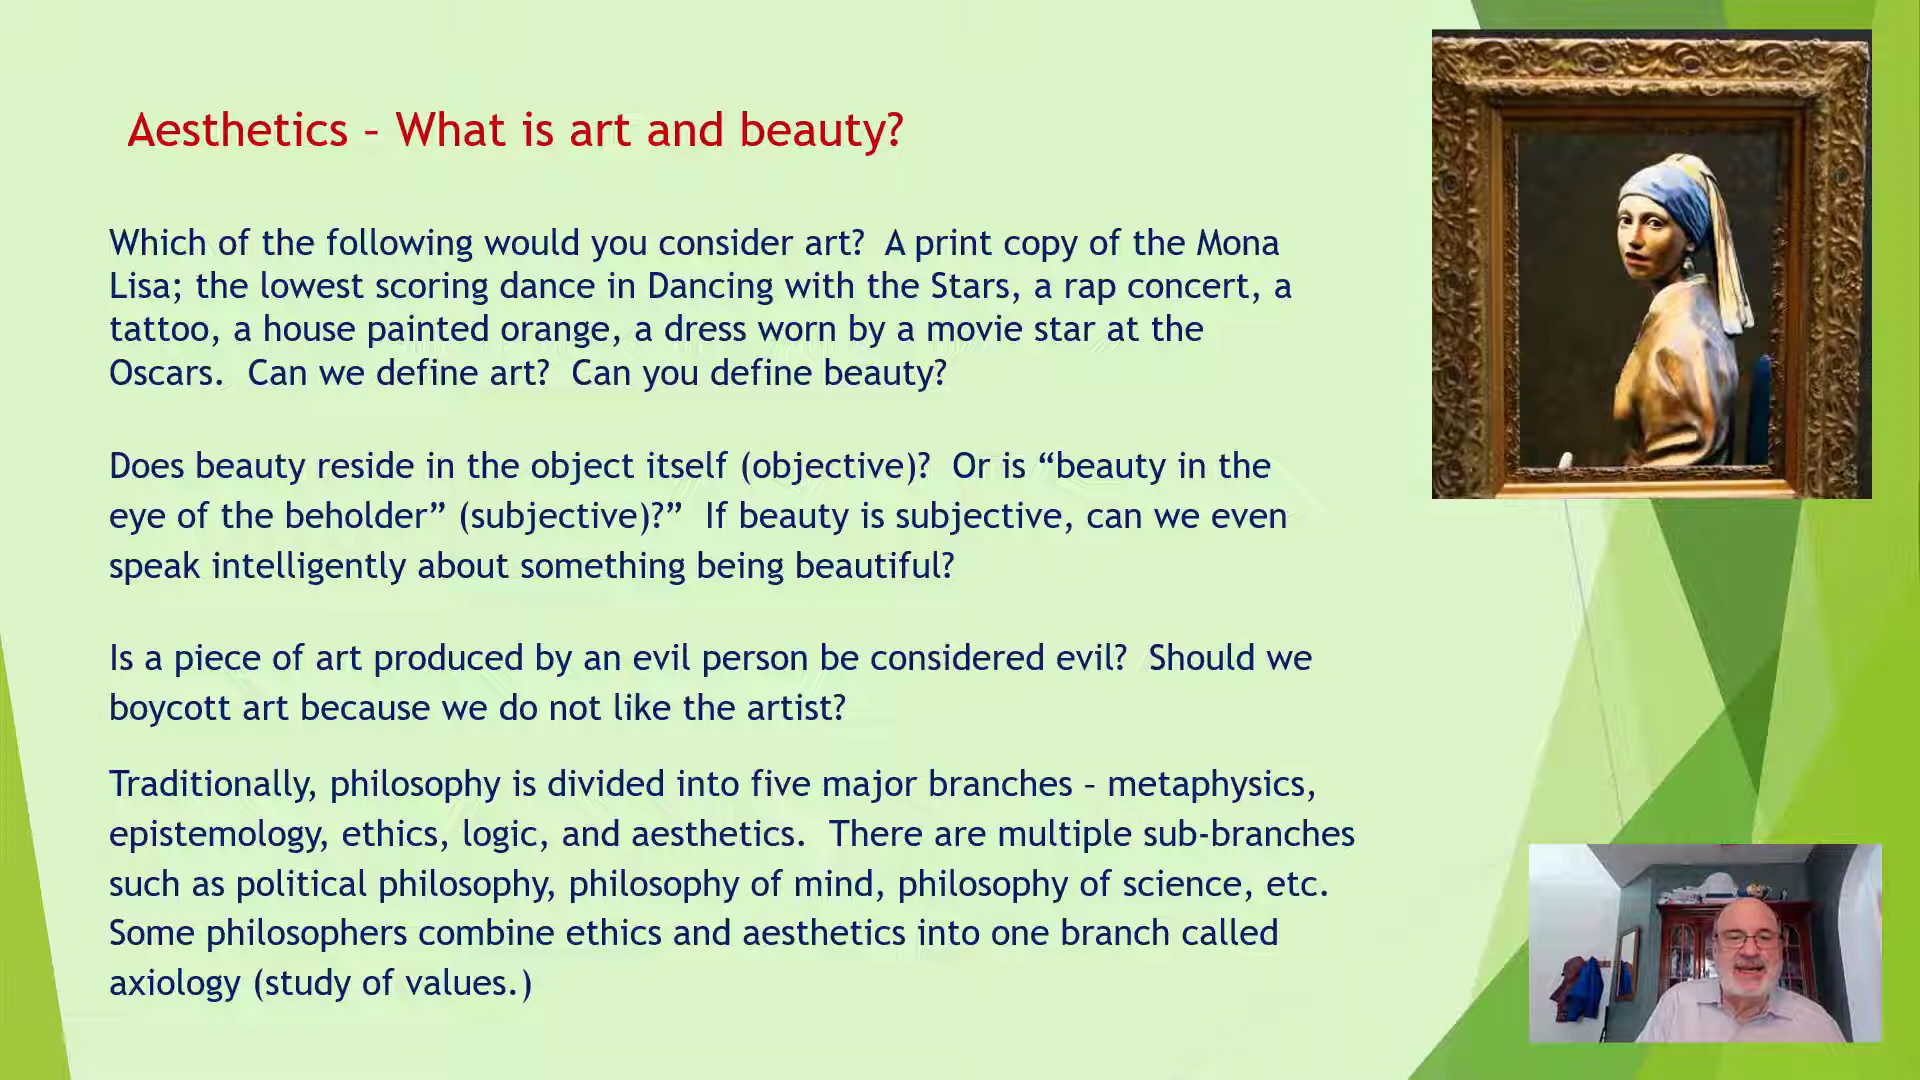 Aesthetics – What is art and beauty?
Which of the following would you consider art?  A print copy of the Mona
Lisa; the lowest scoring dance in Dancing with the Stars, a rap concert, a
tattoo, a house painted orange, a dress worn by a movie star at the
Oscars.  Can we define art?  Can you define beauty?
Does beauty reside in the object itself (objective)?  Or is “beauty in the
eye of the beholder” (subjective)?”  If beauty is subjective, can we even
speak intelligently about something being beautiful?
Is a piece of art produced by an evil person be considered evil?  Should we
boycott art because we do not like the artist?
Traditionally, philosophy is divided into five major branches – metaphysics,
epistemology, ethics, logic, and aesthetics.  There are multiple sub-branches
such as political philosophy, philosophy of mind, philosophy of science, etc.
Some philosophers combine ethics and aesthetics into one branch called
axiology (study of values.)